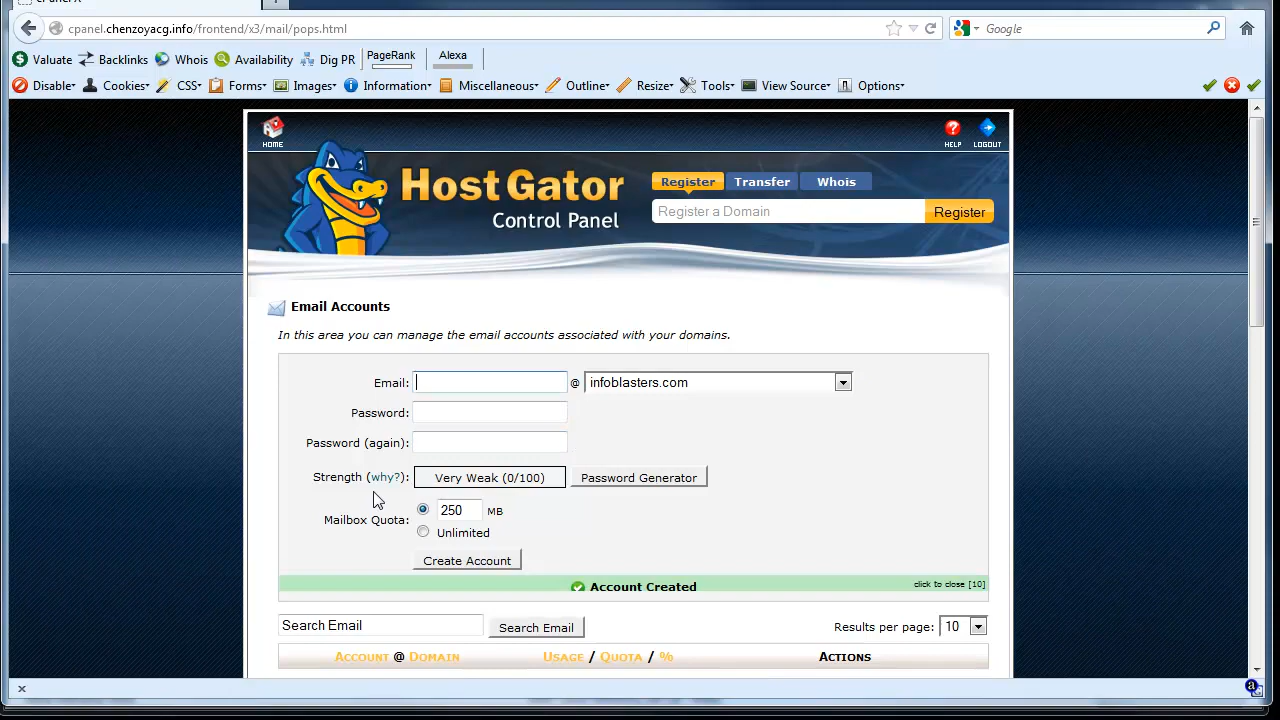 cpanel.chenzoyacg.info/frontend/x3/mail/pops.html
Google
Valuate Backlinks Whois Availability Dig PR PageRank Alexa
Disable Cookies CSS Forms Images Information Miscellaneous Outline Resize Tools View Source Options
HOME
HELP LOGOUT
HostGator
Control Panel
Register Transfer Whois
Register a Domain Register
Email Accounts
In this area you can manage the email accounts associated with your domains.
Email: @ infoblasters.com
Password:
Password (again):
Strength (why?): Very Weak (0/100) Password Generator
Mailbox Quota: 250 MB
Unlimited
Create Account
Account Created click to close [10]
Search Email Search Email Results per page: 10
ACCOUNT @ DOMAIN USAGE / QUOTA / % ACTIONS